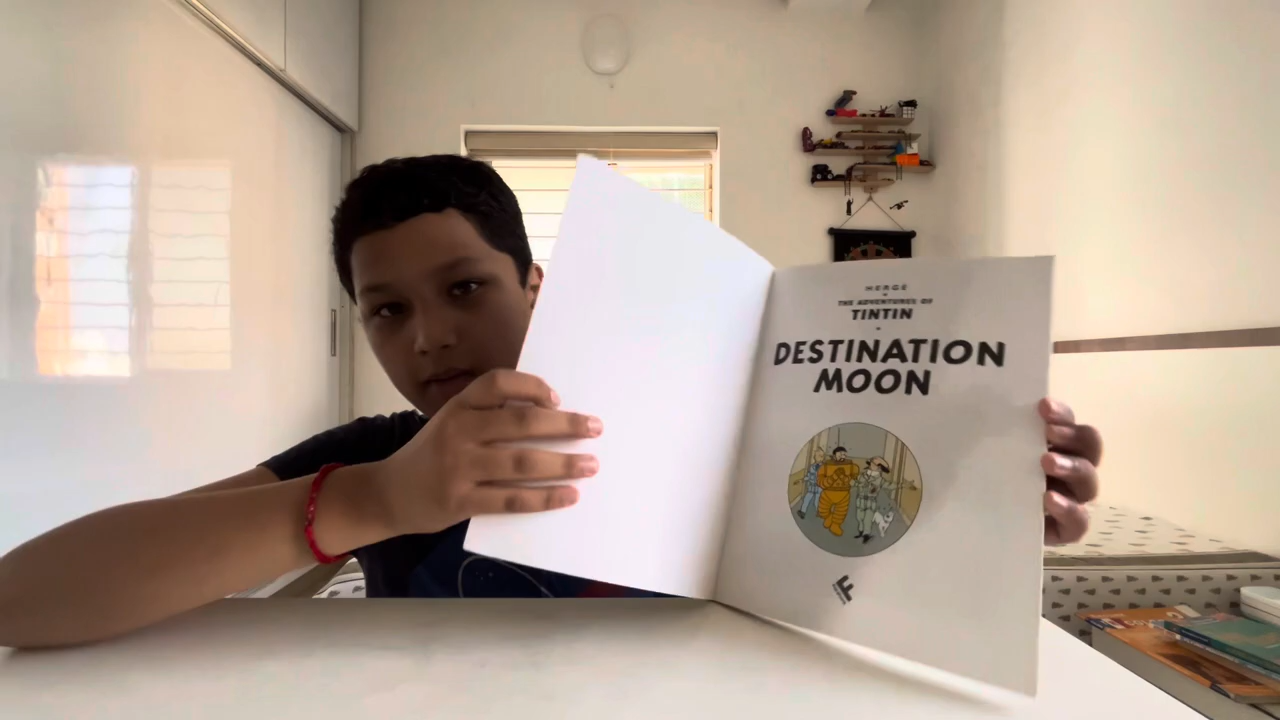 HERGÉ
THE ADVENTURES OF
TINTIN
DESTINATION
MOON